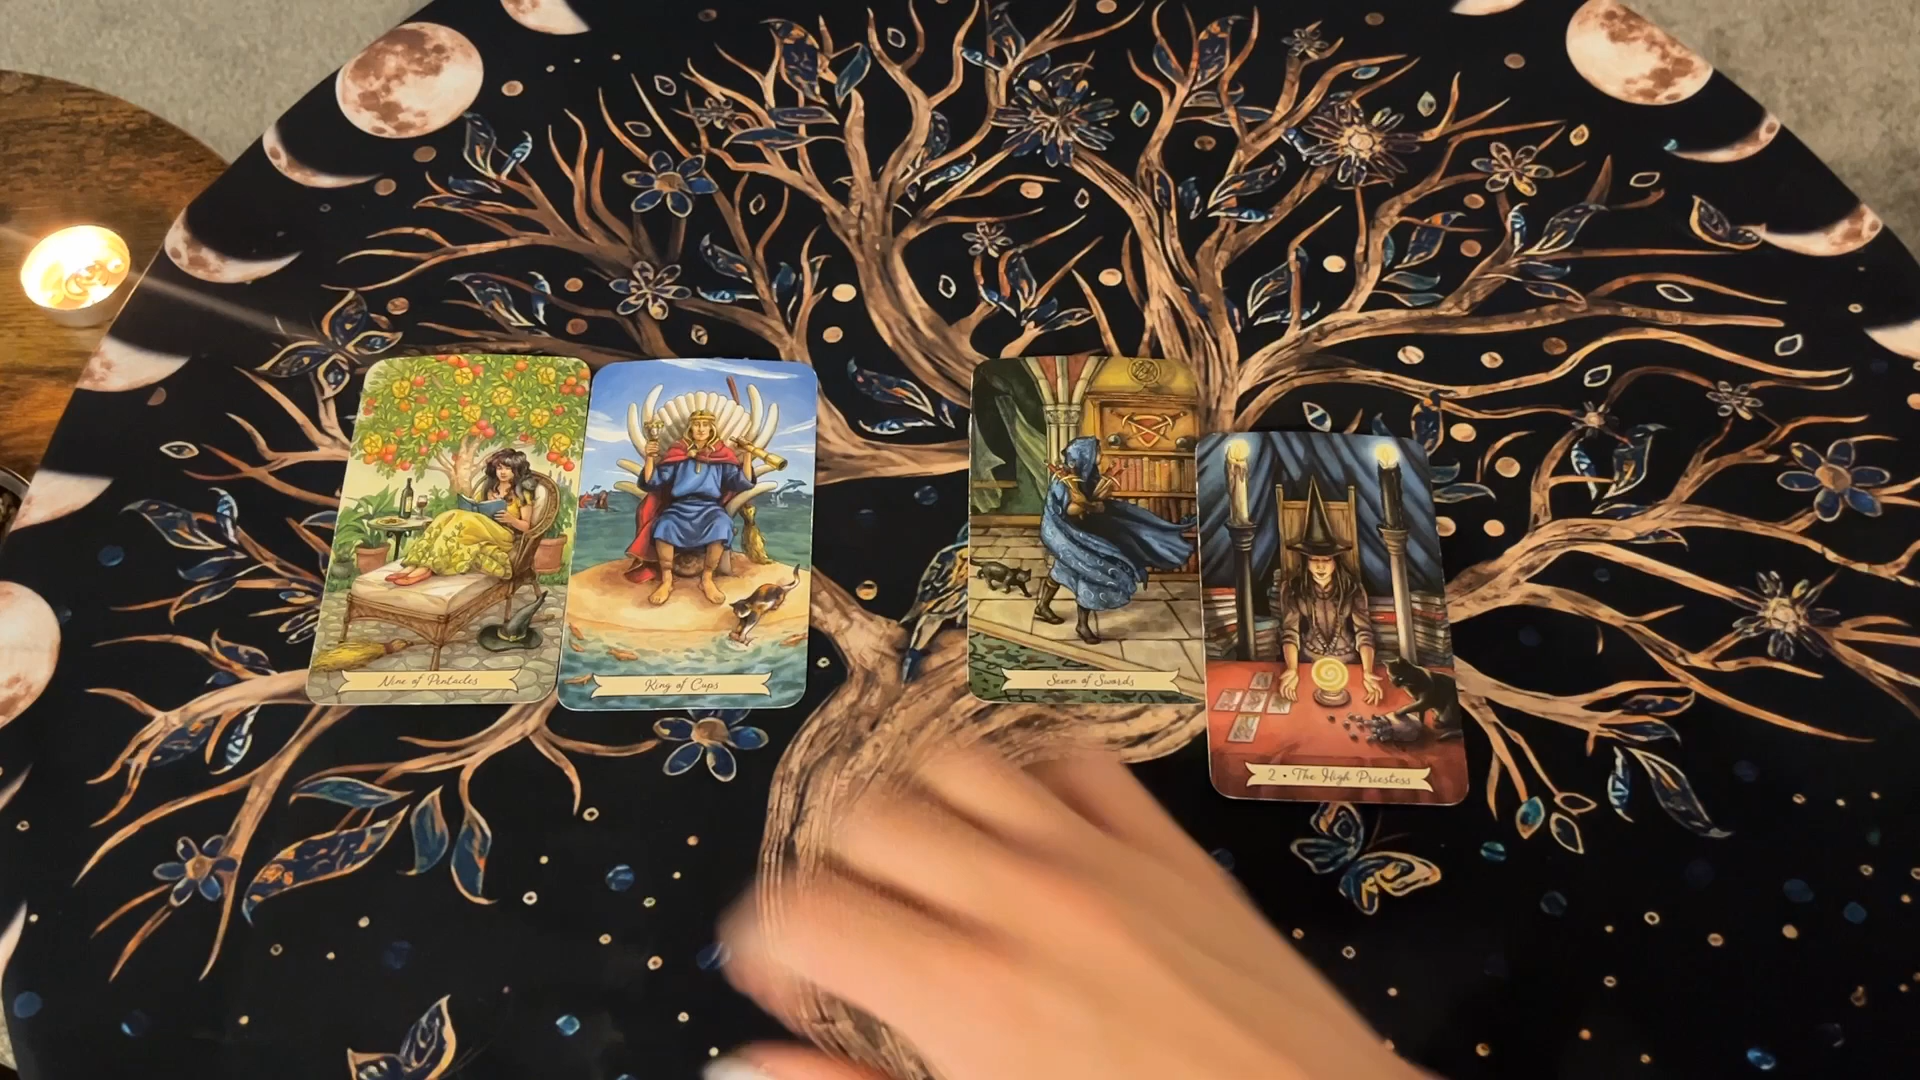 Nine of Pentacles
King of Cups
Seven of Swords
2 • The High Priestess